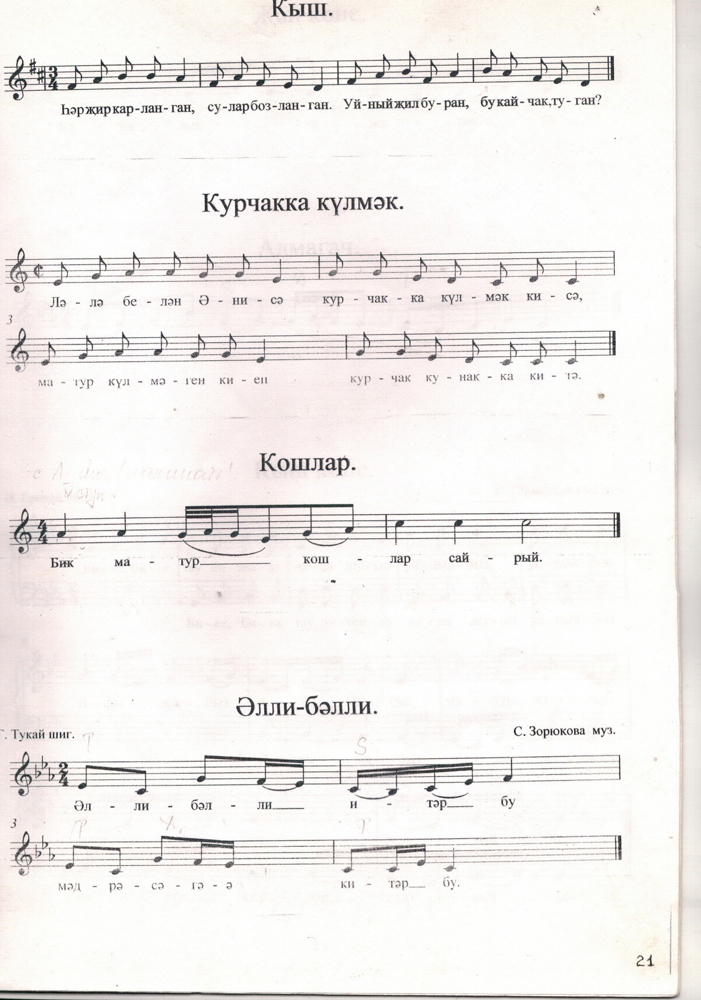 Кыш.
Һәр җир кар-лан-ган, су-лар боз-лан-ган. Уй-ный җил бу-ран, бу кай-чак,ту-ган?
Курчакка күлмәк.
Лә - лә бе - лән Ә - ни - сә кур - чак - ка күл - мәк ки - сә,
3
ма - тур күл - мә - ген ки - еп кур - чак ку - нак - ка ки - тә.
Кошлар.
Бик ма - тур кош - лар сай - рый.
Әлли-бәлли.
Г. Тукай шиг. С. Зорюкова муз.
T S
Әл - ли - бәл - ли и - тәр бу
3
мәд - рә - сә - гә - ә ки - тәр бу.
21